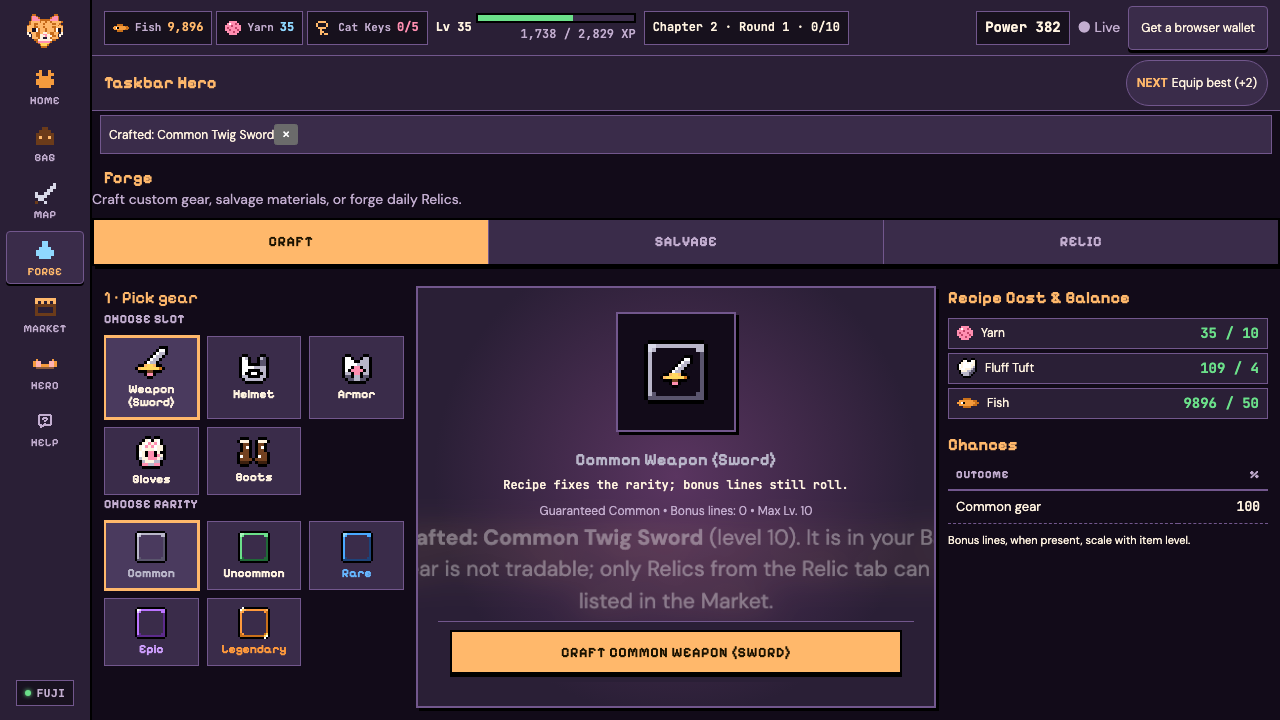 Fish 9,896
Yarn 35
Cat Keys 0/5
Lv 35
1,738 / 2,829 XP
Chapter 2 · Round 1 · 0/10
Power 382
Live
Get a browser wallet
HOME
BAG
MAP
FORGE
MARKET
HERO
HELP
FUJI
Taskbar Hero
NEXT Equip best (+2)
Crafted: Common Twig Sword ×
Forge
Craft custom gear, salvage materials, or forge daily Relics.
CRAFT
SALVAGE
RELIC
1 · Pick gear
CHOOSE SLOT
Weapon
(Sword)
Helmet
Armor
Gloves
Boots
CHOOSE RARITY
Common
Uncommon
Rare
Epic
Legendary
Common Weapon (Sword)
Recipe fixes the rarity; bonus lines still roll.
Guaranteed Common • Bonus lines: 0 • Max Lv. 10
afted: Common Twig Sword (level 10). It is in your B
ar is not tradable; only Relics from the Relic tab can
listed in the Market.
CRAFT COMMON WEAPON (SWORD)
Recipe Cost & Balance
Yarn 35 / 10
Fluff Tuft 109 / 4
Fish 9896 / 50
Chances
OUTCOME %
Common gear 100
Bonus lines, when present, scale with item level.